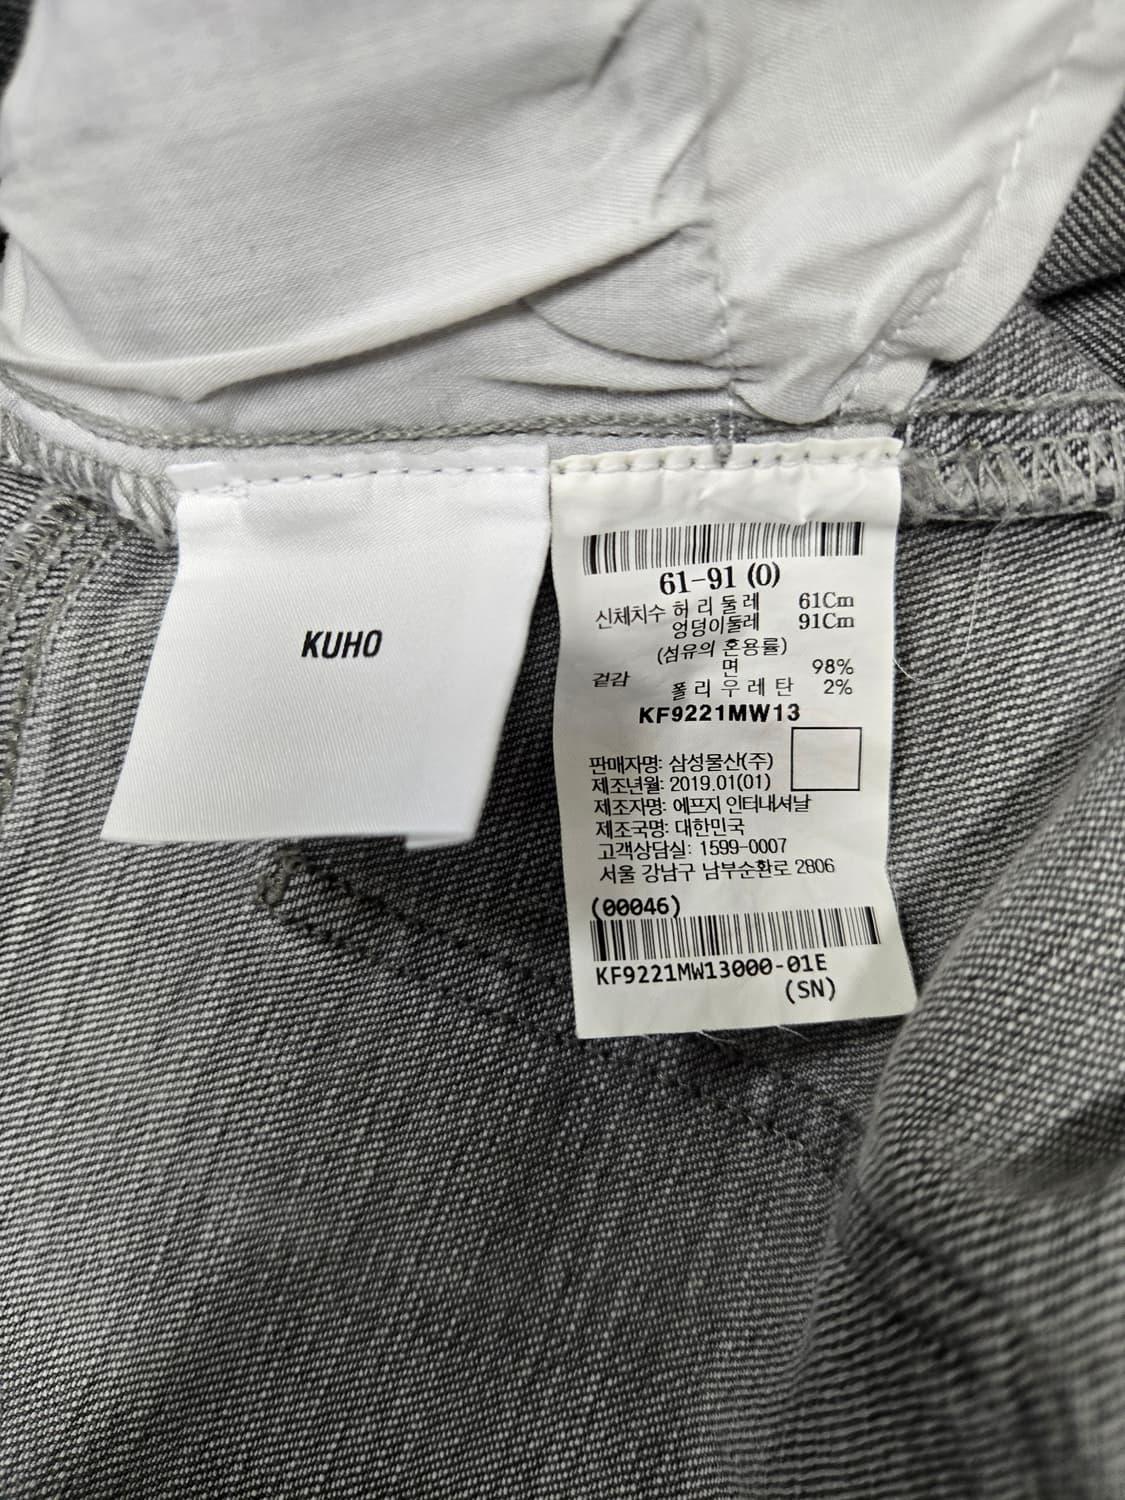 KUHO
61-91 (0)
신체치수 허리둘레 61Cm
엉덩이둘레 91Cm
(섬유의 혼용률)
겉감 면 98%
폴리우레탄 2%
KF9221MW13
판매자명: 삼성물산(주)
제조년월: 2019.01(01)
제조자명: 에프지 인터내셔날
제조국명: 대한민국
고객상담실: 1599-0007
서울 강남구 남부순환로 2806
(00046)
KF9221MW13000-01E
(SN)